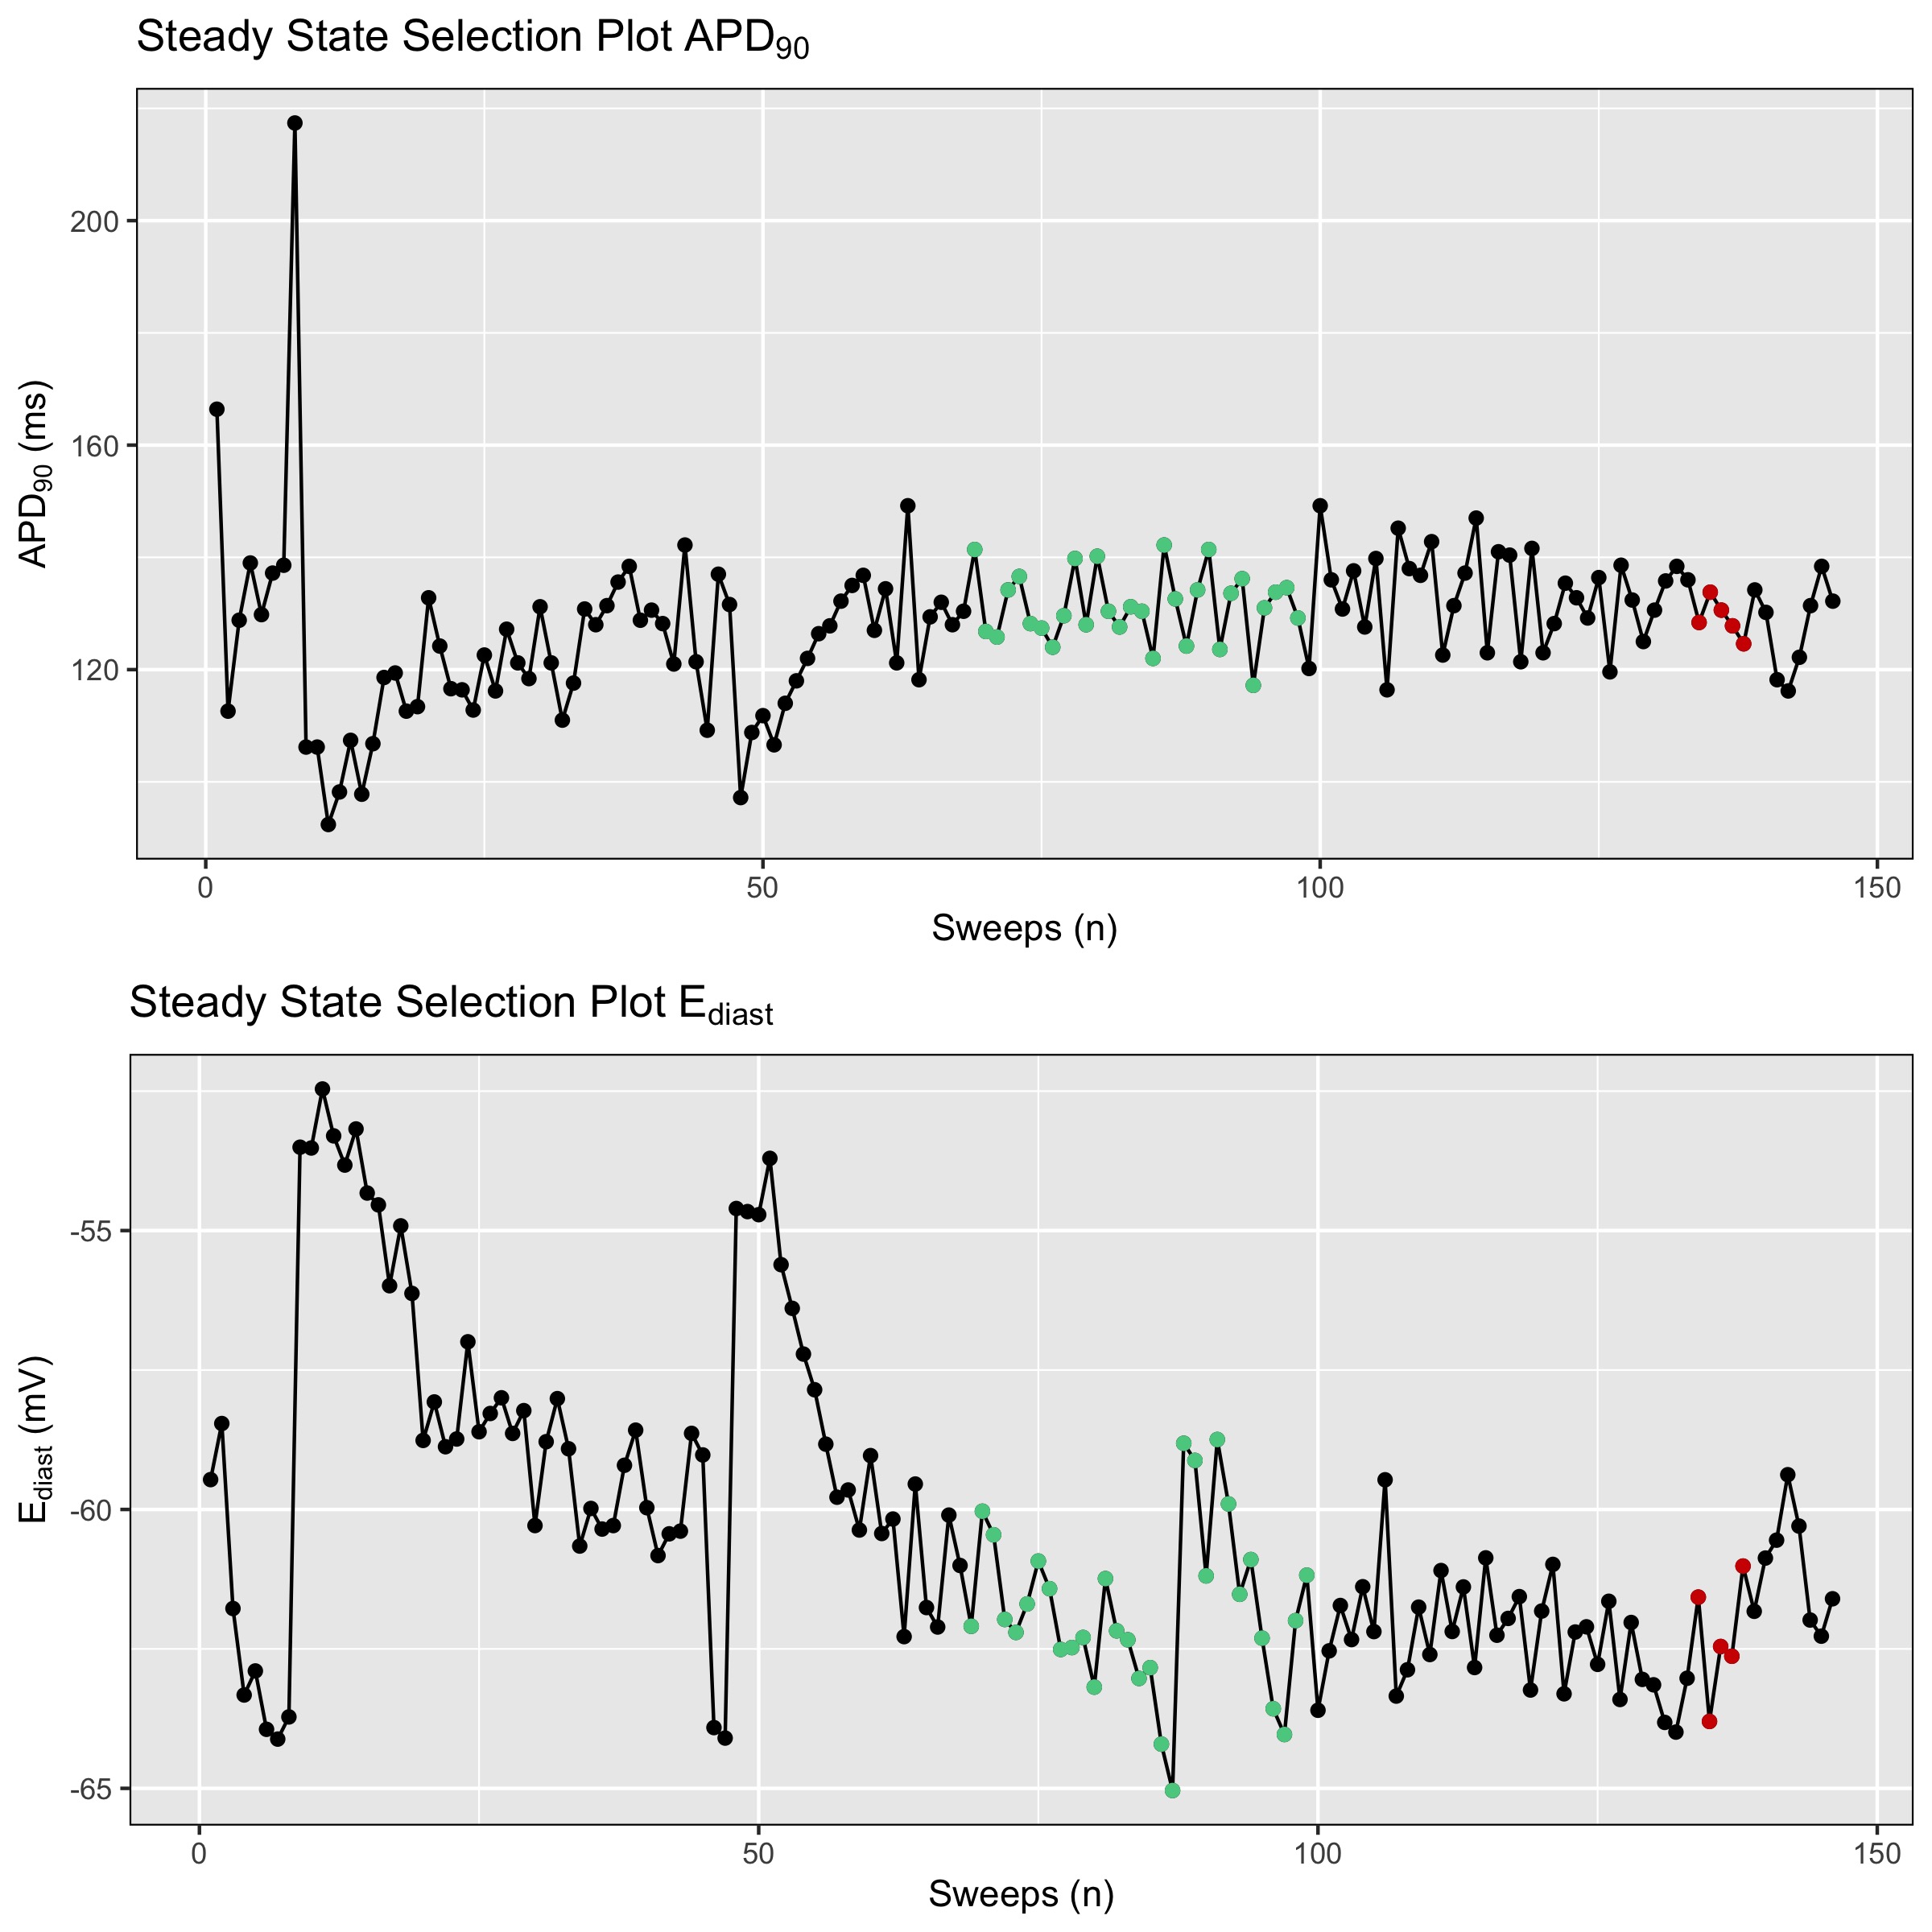 Steady State Selection Plot APD90
200
160
120
APD90 (ms)
0 50 100 150
Sweeps (n)
Steady State Selection Plot Ediast
-55
-60
-65
Ediast (mV)
0 50 100 150
Sweeps (n)